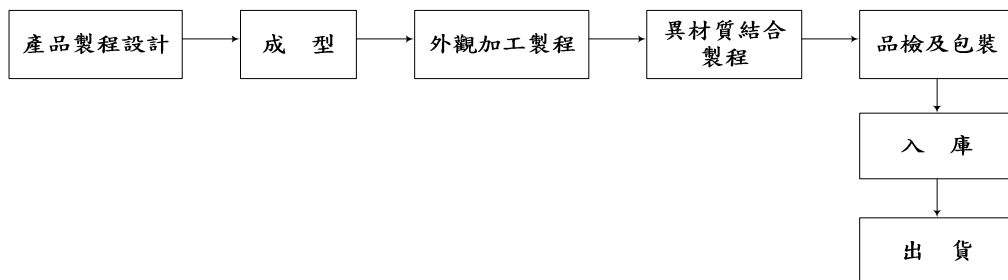 產品製程設計
成 型
外觀加工製程
異材質結合
製程
品檢及包裝
入 庫
出 貨